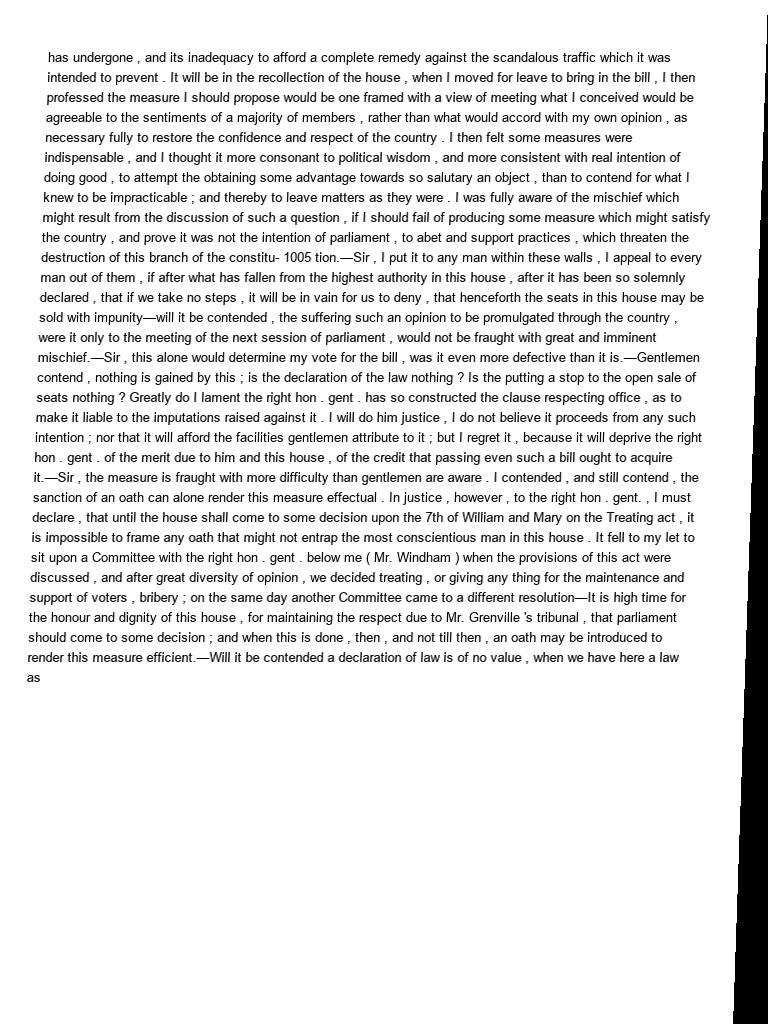 has undergone , and its inadequacy to afford a complete remedy against the scandalous traffic which it was
intended to prevent . It will be in the recollection of the house , when I moved for leave to bring in the bill , I then
professed the measure I should propose would be one framed with a view of meeting what I conceived would be
agreeable to the sentiments of a majority of members , rather than what would accord with my own opinion , as
necessary fully to restore the confidence and respect of the country . I then felt some measures were
indispensable , and I thought it more consonant to political wisdom , and more consistent with real intention of
doing good , to attempt the obtaining some advantage towards so salutary an object , than to contend for what I
knew to be impracticable ; and thereby to leave matters as they were . I was fully aware of the mischief which
might result from the discussion of such a question , if I should fail of producing some measure which might satisfy
the country , and prove it was not the intention of parliament , to abet and support practices , which threaten the
destruction of this branch of the constitu- 1005 tion.—Sir , I put it to any man within these walls , I appeal to every
man out of them , if after what has fallen from the highest authority in this house , after it has been so solemnly
declared , that if we take no steps , it will be in vain for us to deny , that henceforth the seats in this house may be
sold with impunity—will it be contended , the suffering such an opinion to be promulgated through the country ,
were it only to the meeting of the next session of parliament , would not be fraught with great and imminent
mischief.—Sir , this alone would determine my vote for the bill , was it even more defective than it is.—Gentlemen
contend , nothing is gained by this ; is the declaration of the law nothing ? Is the putting a stop to the open sale of
seats nothing ? Greatly do I lament the right hon . gent . has so constructed the clause respecting office , as to
make it liable to the imputations raised against it . I will do him justice , I do not believe it proceeds from any such
intention ; nor that it will afford the facilities gentlemen attribute to it ; but I regret it , because it will deprive the right
hon . gent . of the merit due to him and this house , of the credit that passing even such a bill ought to acquire
it.—Sir , the measure is fraught with more difficulty than gentlemen are aware . I contended , and still contend , the
sanction of an oath can alone render this measure effectual . In justice , however , to the right hon . gent. , I must
declare , that until the house shall come to some decision upon the 7th of William and Mary on the Treating act , it
is impossible to frame any oath that might not entrap the most conscientious man in this house . It fell to my let to
sit upon a Committee with the right hon . gent . below me ( Mr. Windham ) when the provisions of this act were
discussed , and after great diversity of opinion , we decided treating , or giving any thing for the maintenance and
support of voters , bribery ; on the same day another Committee came to a different resolution—It is high time for
the honour and dignity of this house , for maintaining the respect due to Mr. Grenville 's tribunal , that parliament
should come to some decision ; and when this is done , then , and not till then , an oath may be introduced to
render this measure efficient.—Will it be contended a declaration of law is of no value , when we have here a law
as